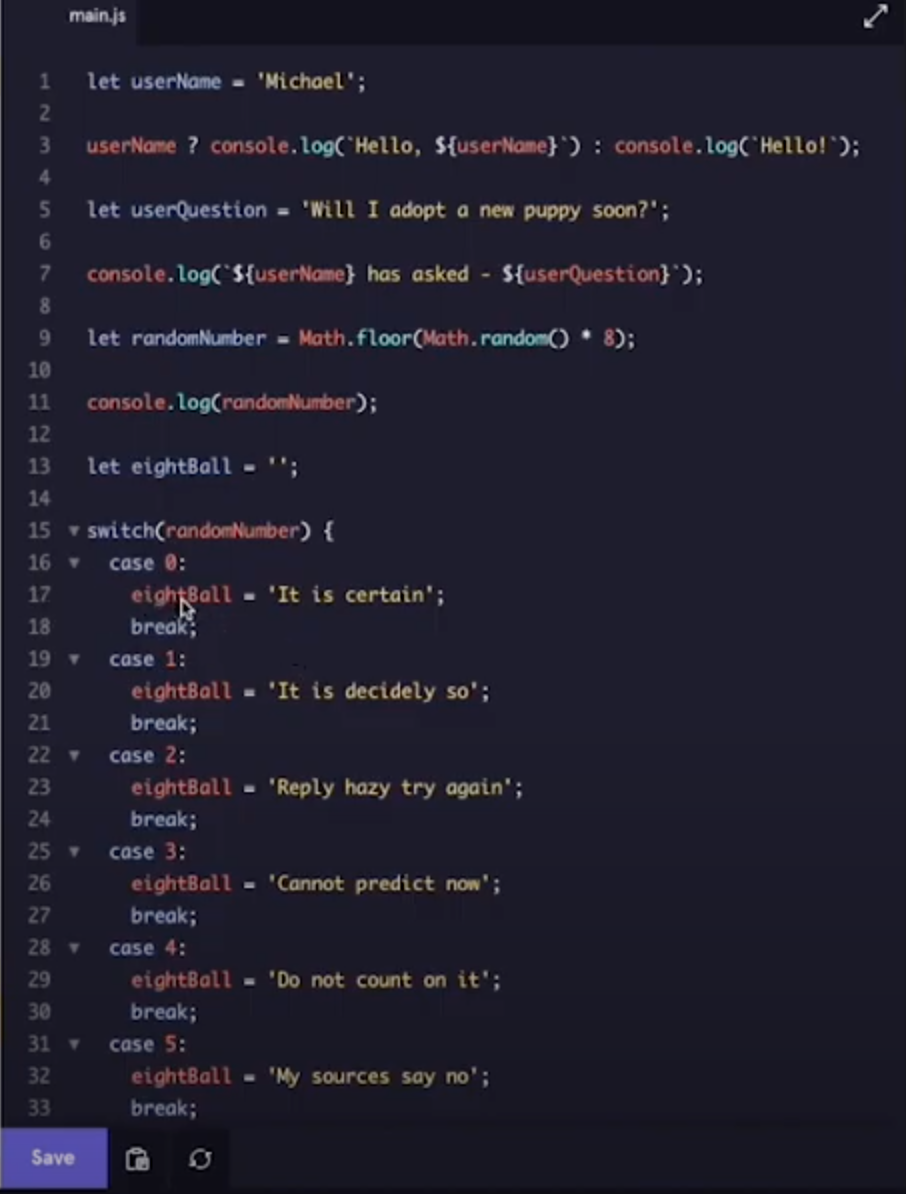 main.js
1 let userName = 'Michael';
2
3 userName ? console.log(`Hello, ${userName}`) : console.log(`Hello!`);
4
5 let userQuestion = 'Will I adopt a new puppy soon?';
6
7 console.log(`${userName} has asked - ${userQuestion}`);
8
9 let randomNumber = Math.floor(Math.random() * 8);
10
11 console.log(randomNumber);
12
13 let eightBall = '';
14
15 switch(randomNumber) {
16 case 0:
17 eightBall = 'It is certain';
18 break;
19 case 1:
20 eightBall = 'It is decidely so';
21 break;
22 case 2:
23 eightBall = 'Reply hazy try again';
24 break;
25 case 3:
26 eightBall = 'Cannot predict now';
27 break;
28 case 4:
29 eightBall = 'Do not count on it';
30 break;
31 case 5:
32 eightBall = 'My sources say no';
33 break;
Save